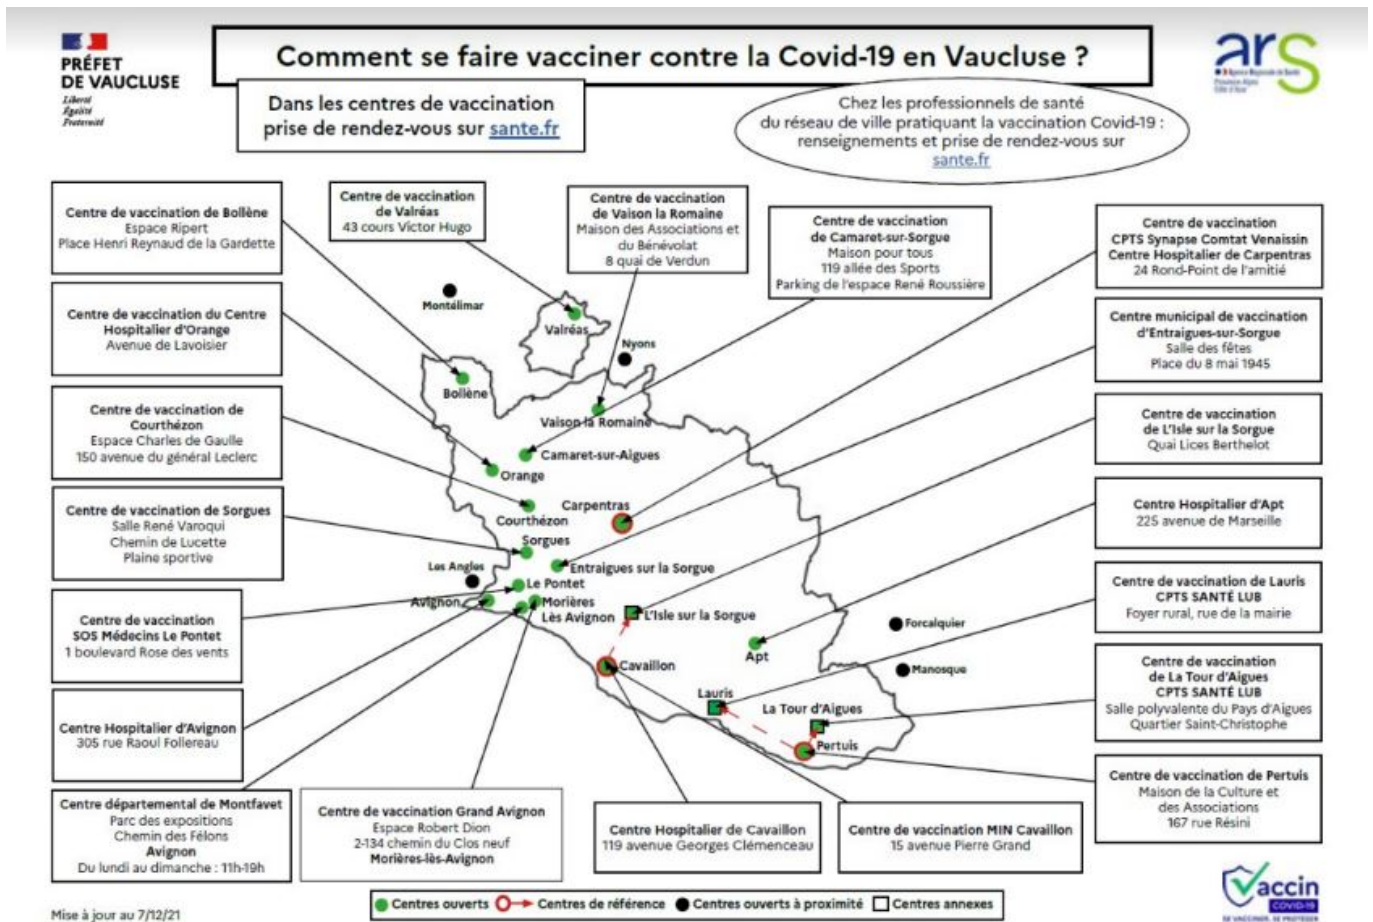 PRÉFET
DE VAUCLUSE
Liberté
Égalité
Fraternité
Comment se faire vacciner contre la Covid-19 en Vaucluse ?
ars
Agence Régionale de Santé
Provence-Alpes
Côte d'Azur
Dans les centres de vaccination
prise de rendez-vous sur sante.fr
Chez les professionnels de santé
du réseau de ville pratiquant la vaccination Covid-19 :
renseignements et prise de rendez-vous sur
sante.fr
Centre de vaccination de Bollène
Espace Ripert
Place Henri Reynaud de la Gardette
Centre de vaccination
de Valréas
43 cours Victor Hugo
Centre de vaccination
de Vaison la Romaine
Maison des Associations et
du Bénévolat
8 quai de Verdun
Centre de vaccination
de Camaret-sur-Sorgue
Maison pour tous
119 allée des Sports
Parking de l'espace René Roussière
Centre de vaccination
CPTS Synapse Comtat Venaissin
Centre Hospitalier de Carpentras
24 Rond-Point de l'amitié
Centre de vaccination du Centre
Hospitalier d'Orange
Avenue de Lavoisier
Centre municipal de vaccination
d'Entraigues-sur-Sorgue
Salle des fêtes
Place du 8 mai 1945
Centre de vaccination de
Courthézon
Espace Charles de Gaulle
150 avenue du général Leclerc
Centre de vaccination
de L'Isle sur la Sorgue
Quai Lices Berthelot
Centre de vaccination de Sorgues
Salle René Varoqui
Chemin de Lucette
Plaine sportive
Centre Hospitalier d'Apt
225 avenue de Marseille
Centre de vaccination
SOS Médecins Le Pontet
1 boulevard Rose des vents
Centre de vaccination de Lauris
CPTS SANTÉ LUB
Foyer rural, rue de la mairie
Centre Hospitalier d'Avignon
305 rue Raoul Follereau
Centre de vaccination
de La Tour d'Aigues
CPTS SANTÉ LUB
Salle polyvalente du Pays d'Aigues
Quartier Saint-Christophe
Centre de vaccination de Pertuis
Maison de la Culture et
des Associations
167 rue Résini
Centre départemental de Montfavet
Parc des expositions
Chemin des Félons
Avignon
Du lundi au dimanche : 11h-19h
Centre de vaccination Grand Avignon
Espace Robert Dion
2-134 chemin du Clos neuf
Morières-lès-Avignon
Centre Hospitalier de Cavaillon
119 avenue Georges Clémenceau
Centre de vaccination MIN Cavaillon
15 avenue Pierre Grand
Montélimar
Valréas
Nyons
Bollène
Vaison la Romaine
Camaret-sur-Aigues
Orange
Carpentras
Courthézon
Sorgues
Entraigues sur la Sorgue
Les Angles
Le Pontet
Avignon
Morières
Lès Avignon
L'Isle sur la Sorgue
Forcalquier
Apt
Cavaillon
Manosque
Lauris
La Tour d'Aigues
Pertuis
Centres ouverts
Centres de référence
Centres ouverts à proximité
Centres annexes
Mise à jour au 7/12/21
Vaccin
COVID-19
SE VACCINER, SE PROTÉGER